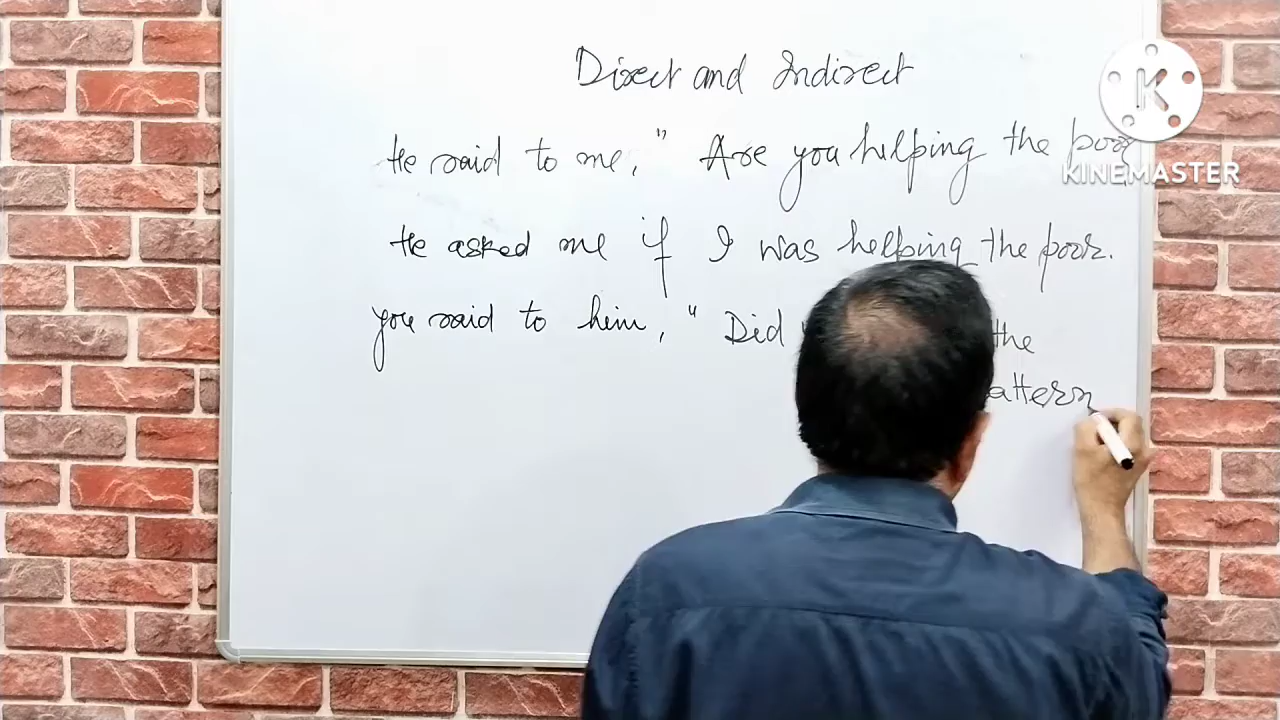 Direct and Indirect
He said to me, " Are you helping the poor
KINEMASTER
He asked me if I was helping the poor.
you said to him, " Did the
attern